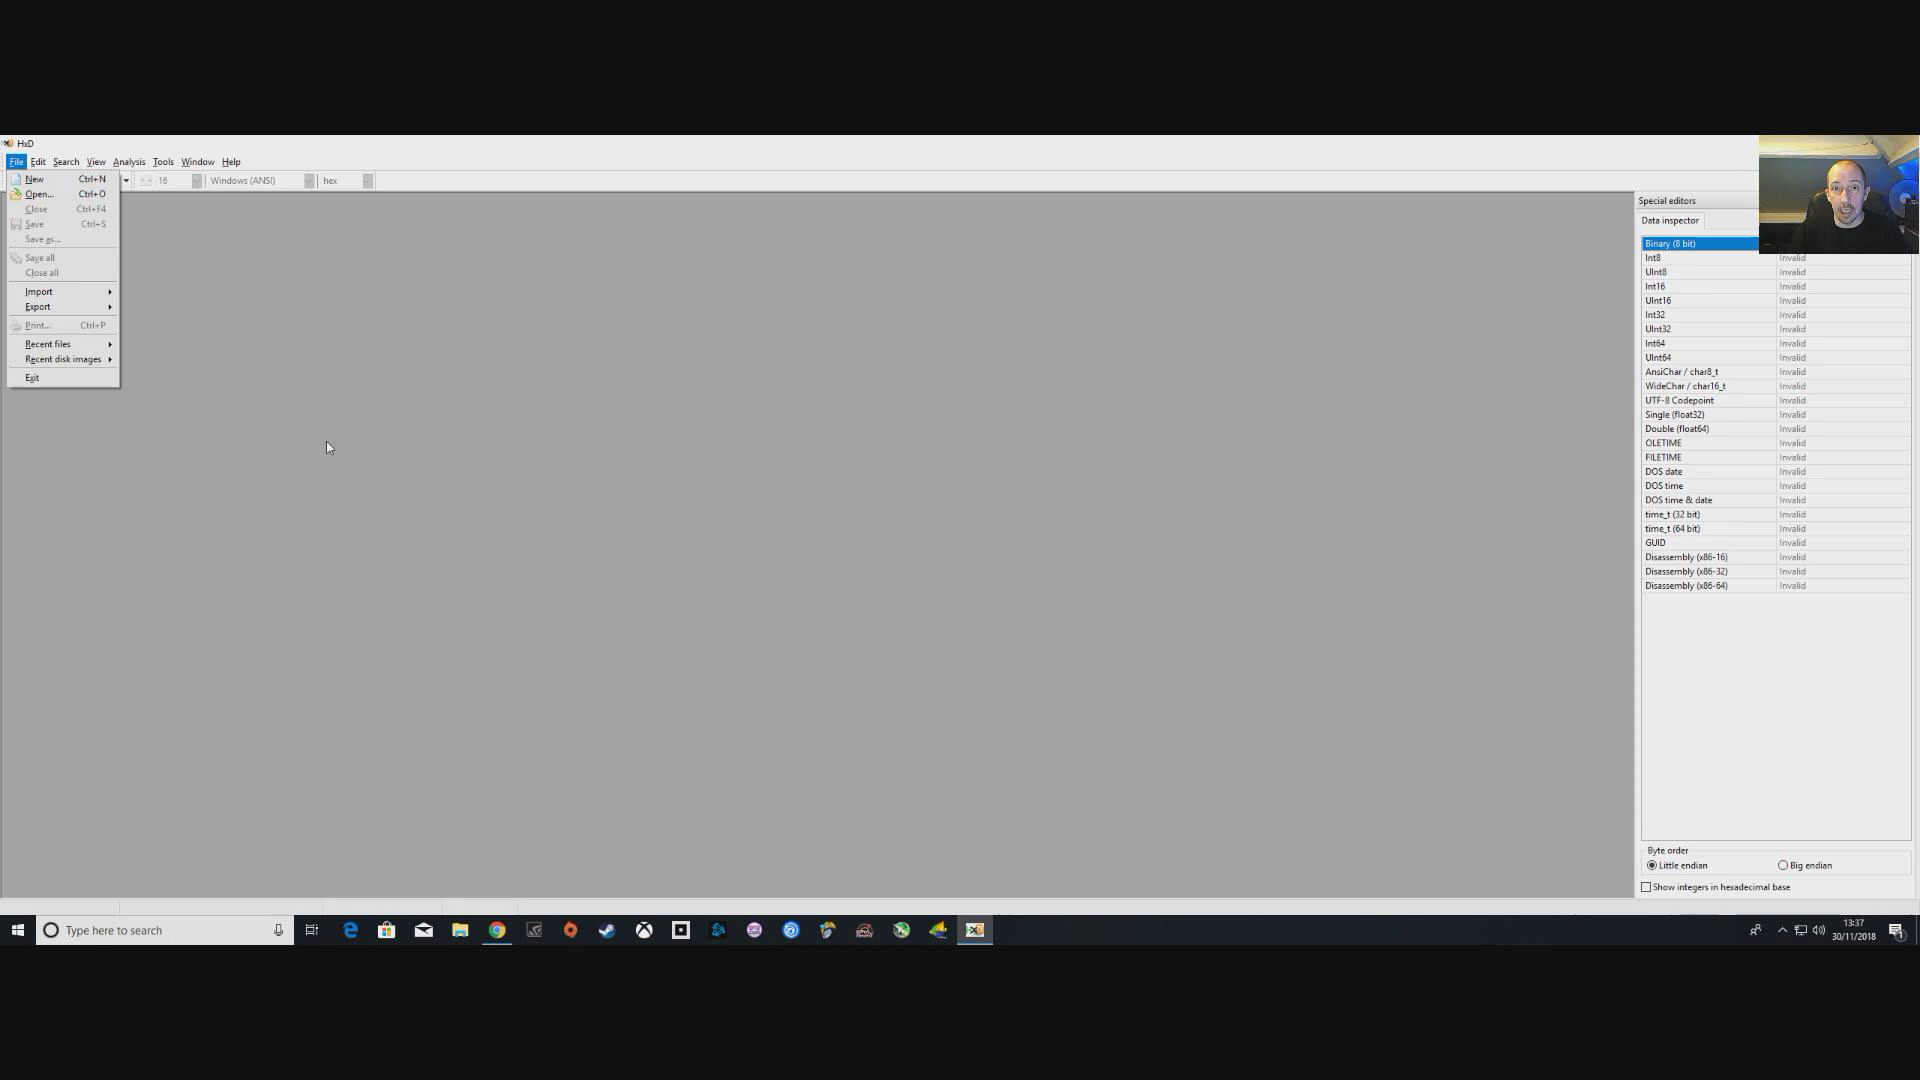 HxD
File Edit Search View Analysis Tools Window Help
16 Windows (ANSI) hex
New Ctrl+N
Open... Ctrl+O
Close Ctrl+F4
Save Ctrl+S
Save as...
Save all
Close all
Import
Export
Print... Ctrl+P
Recent files
Recent disk images
Exit
Special editors
Data inspector
Binary (8 bit)
Int8 Invalid
UInt8 Invalid
Int16 Invalid
UInt16 Invalid
Int32 Invalid
UInt32 Invalid
Int64 Invalid
UInt64 Invalid
AnsiChar / char8_t Invalid
WideChar / char16_t Invalid
UTF-8 Codepoint Invalid
Single (float32) Invalid
Double (float64) Invalid
OLETIME Invalid
FILETIME Invalid
DOS date Invalid
DOS time Invalid
DOS time & date Invalid
time_t (32 bit) Invalid
time_t (64 bit) Invalid
GUID Invalid
Disassembly (x86-16) Invalid
Disassembly (x86-32) Invalid
Disassembly (x86-64) Invalid
Byte order
Little endian Big endian
Show integers in hexadecimal base
Type here to search
13:37
30/11/2018